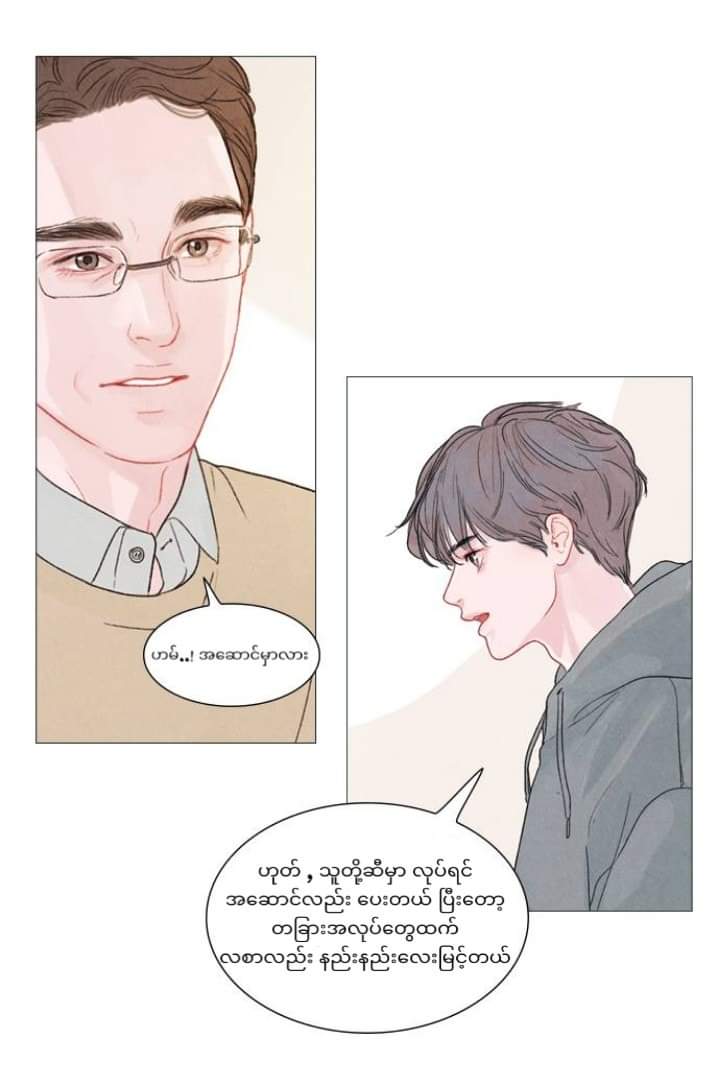 ဟမ်..! အဆောင်မှာလား
ဟုတ် , သူတို့ဆီမှာ လုပ်ရင်
အဆောင်လည်း ပေးတယ် ပြီးတော့
တခြားအလုပ်တွေထက်
လစာလည်း နည်းနည်းလေးမြင့်တယ်